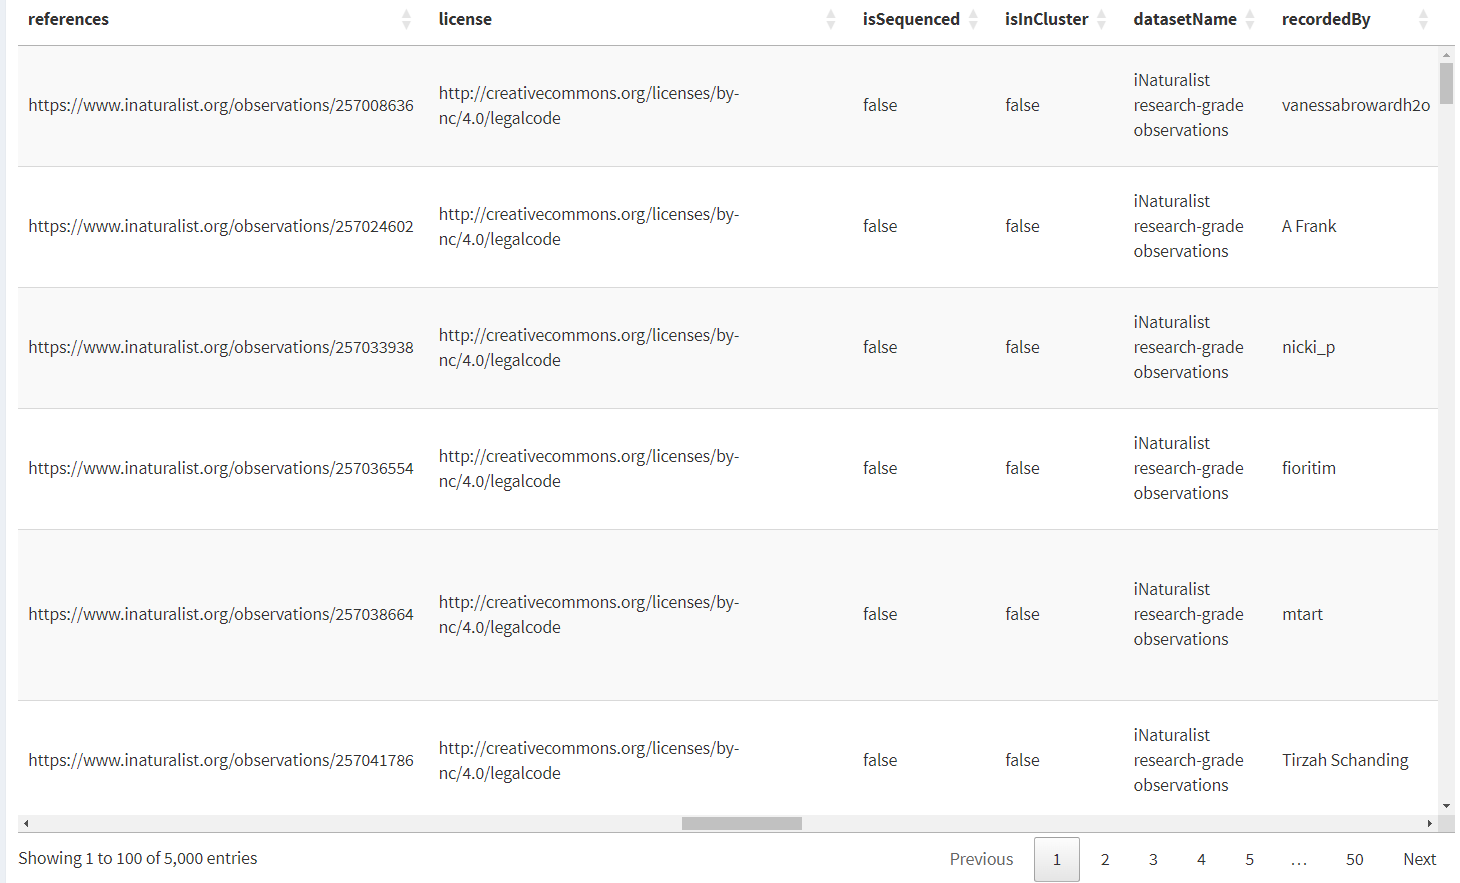 references license isSequenced isInCluster datasetName recordedBy
https://www.inaturalist.org/observations/257008636
http://creativecommons.org/licenses/by-
nc/4.0/legalcode
false
false
iNaturalist
research-grade
observations
vanessabrowardh2o
https://www.inaturalist.org/observations/257024602
http://creativecommons.org/licenses/by-
nc/4.0/legalcode
false
false
iNaturalist
research-grade
observations
A Frank
https://www.inaturalist.org/observations/257033938
http://creativecommons.org/licenses/by-
nc/4.0/legalcode
false
false
iNaturalist
research-grade
observations
nicki_p
https://www.inaturalist.org/observations/257036554
http://creativecommons.org/licenses/by-
nc/4.0/legalcode
false
false
iNaturalist
research-grade
observations
fioritim
https://www.inaturalist.org/observations/257038664
http://creativecommons.org/licenses/by-
nc/4.0/legalcode
false
false
iNaturalist
research-grade
observations
mtart
https://www.inaturalist.org/observations/257041786
http://creativecommons.org/licenses/by-
nc/4.0/legalcode
false
false
iNaturalist
research-grade
observations
Tirzah Schanding
Showing 1 to 100 of 5,000 entries
Previous 1 2 3 4 5 … 50 Next